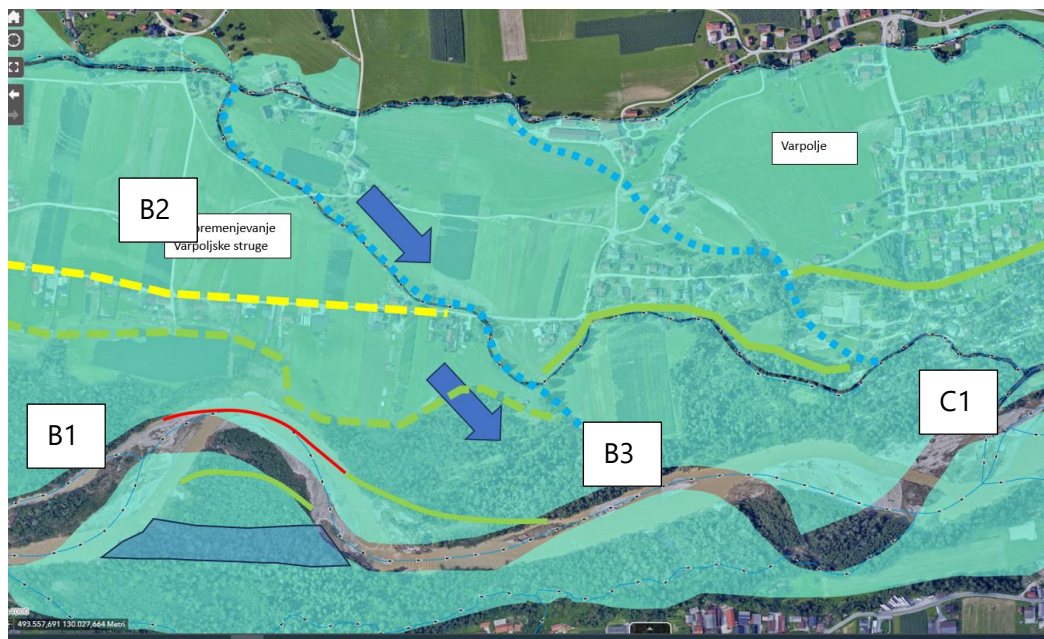 Varpolje
B2
premenjevanje
Varpoljske struge
B1
B3
C1
493.557,691 130.027,664 Metri